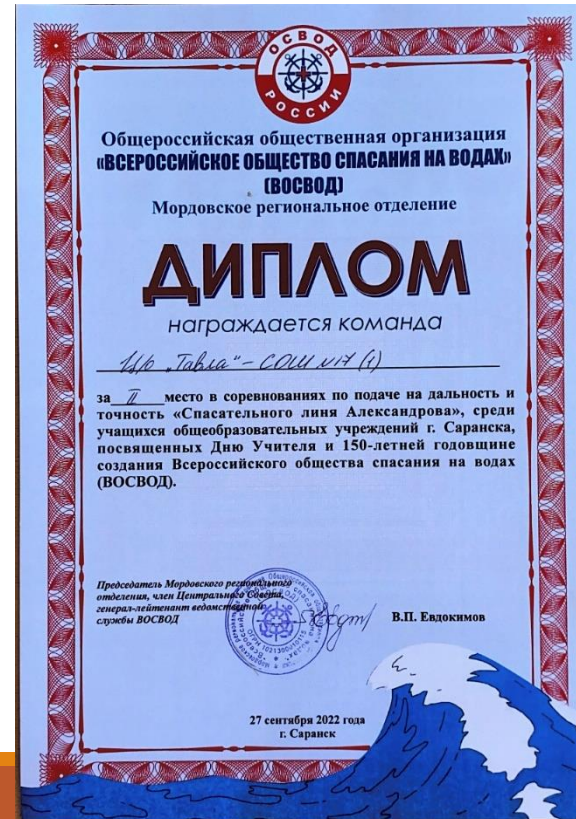 ОСВОД
РОССИИ
Общероссийская общественная организация
«ВСЕРОССИЙСКОЕ ОБЩЕСТВО СПАСАНИЯ НА ВОДАХ»
(ВОСВОД)
Мордовское региональное отделение
ДИПЛОМ
награждается команда
Ц/о „Тавла" – СОШ №17 (1)
за II место в соревнованиях по подаче на дальность и
точность «Спасательного линя Александрова», среди
учащихся общеобразовательных учреждений г. Саранска,
посвященных Дню Учителя и 150-летней годовщине
создания Всероссийского общества спасания на водах
(ВОСВОД).
Председатель Мордовского регионального
отделения, член Центрального Совета,
генерал-лейтенант ведомственной
службы ВОСВОД
В.П. Евдокимов
27 сентября 2022 года
г. Саранск